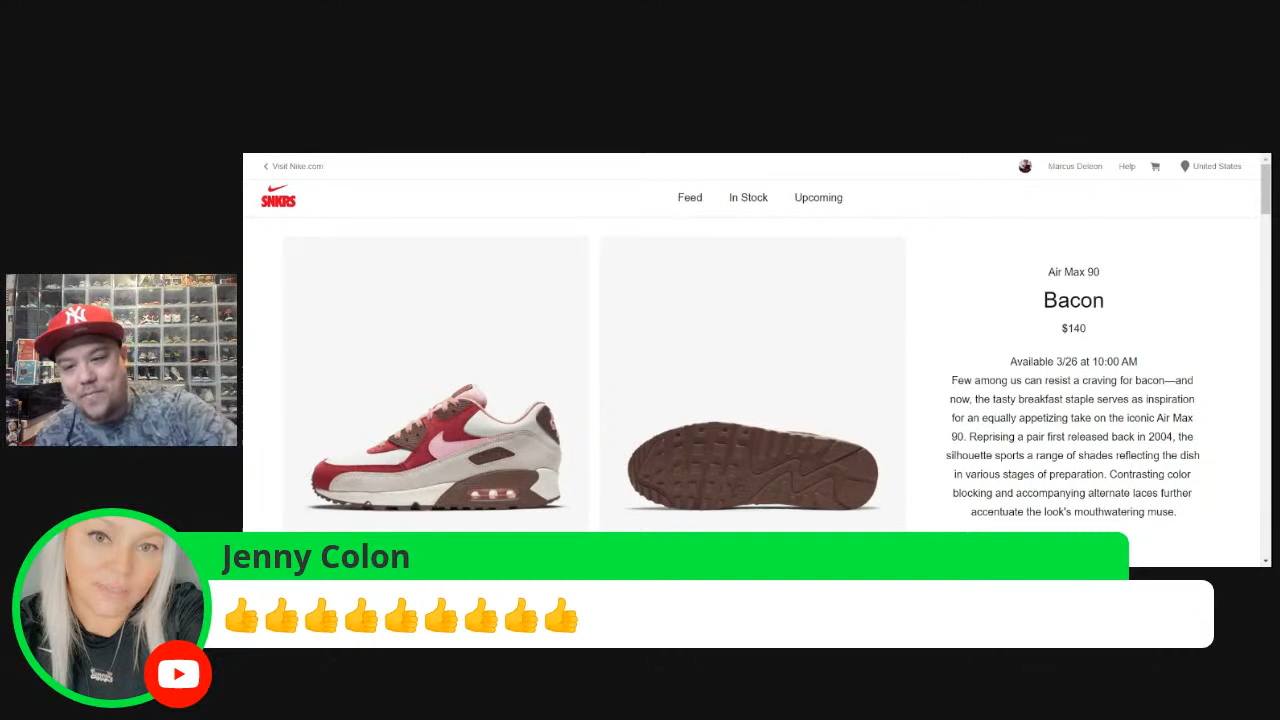 Visit Nike.com
Marcus Deleon Help United States
SNKRS
Feed In Stock Upcoming
Air Max 90
Bacon
$140
Available 3/26 at 10:00 AM
Few among us can resist a craving for bacon—and
now, the tasty breakfast staple serves as inspiration
for an equally appetizing take on the iconic Air Max
90. Reprising a pair first released back in 2004, the
silhouette sports a range of shades reflecting the dish
in various stages of preparation. Contrasting color
blocking and accompanying alternate laces further
accentuate the look's mouthwatering muse.
NY
Jenny Colon
👍👍👍👍👍👍👍👍👍